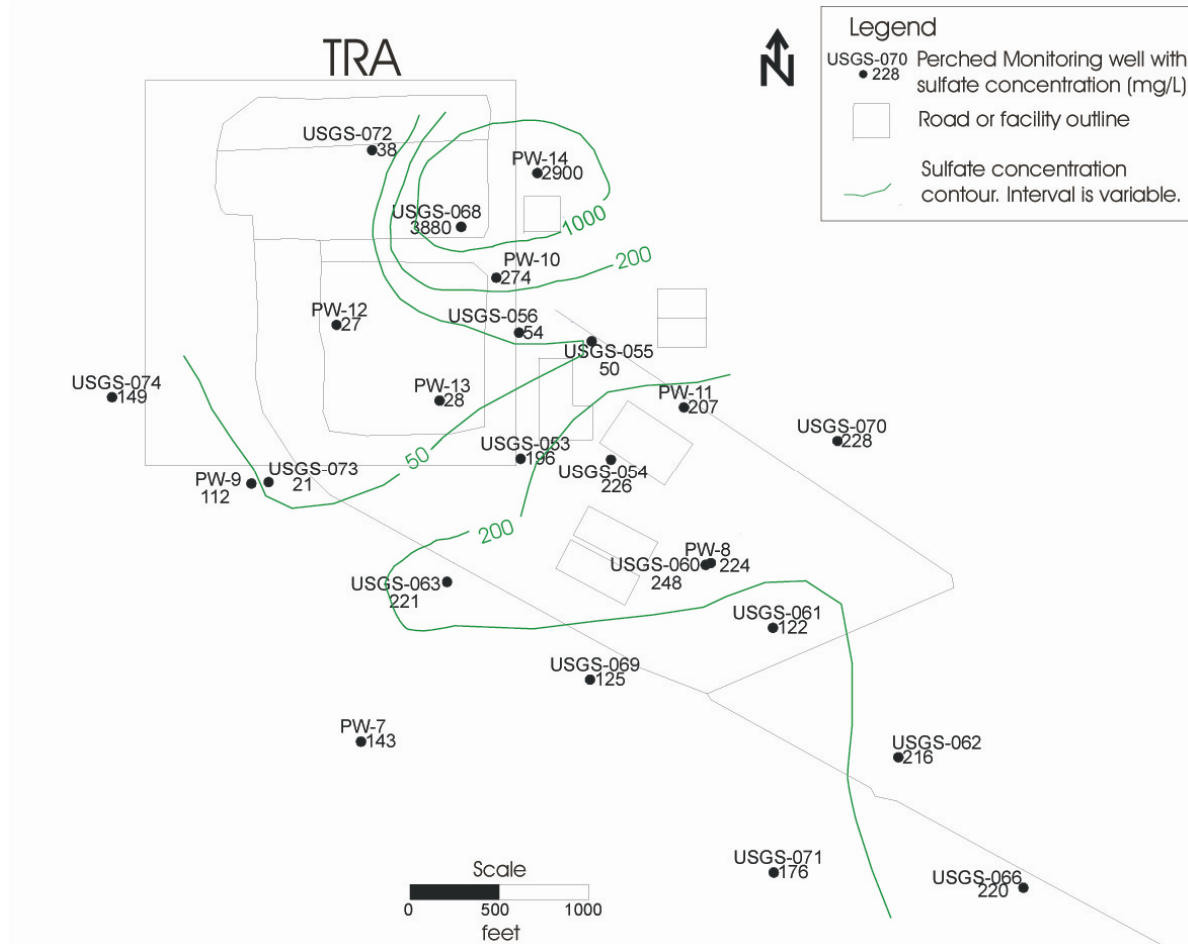 TRA
N
Legend
USGS-070
228
Perched Monitoring well with
sulfate concentration (mg/L)
Road or facility outline
Sulfate concentration
contour. Interval is variable.
USGS-072
38
PW-14
2900
USGS-068
3880
1000
PW-10
274
200
PW-12
27
USGS-056
54
USGS-055
50
USGS-074
149
PW-13
28
PW-11
207
USGS-070
228
USGS-053
196
50
USGS-054
226
USGS-073
21
PW-9
112
200
PW-8
224
USGS-060
248
USGS-063
221
USGS-061
122
USGS-069
125
PW-7
143
USGS-062
216
USGS-071
176
USGS-066
220
Scale
0 500 1000
feet